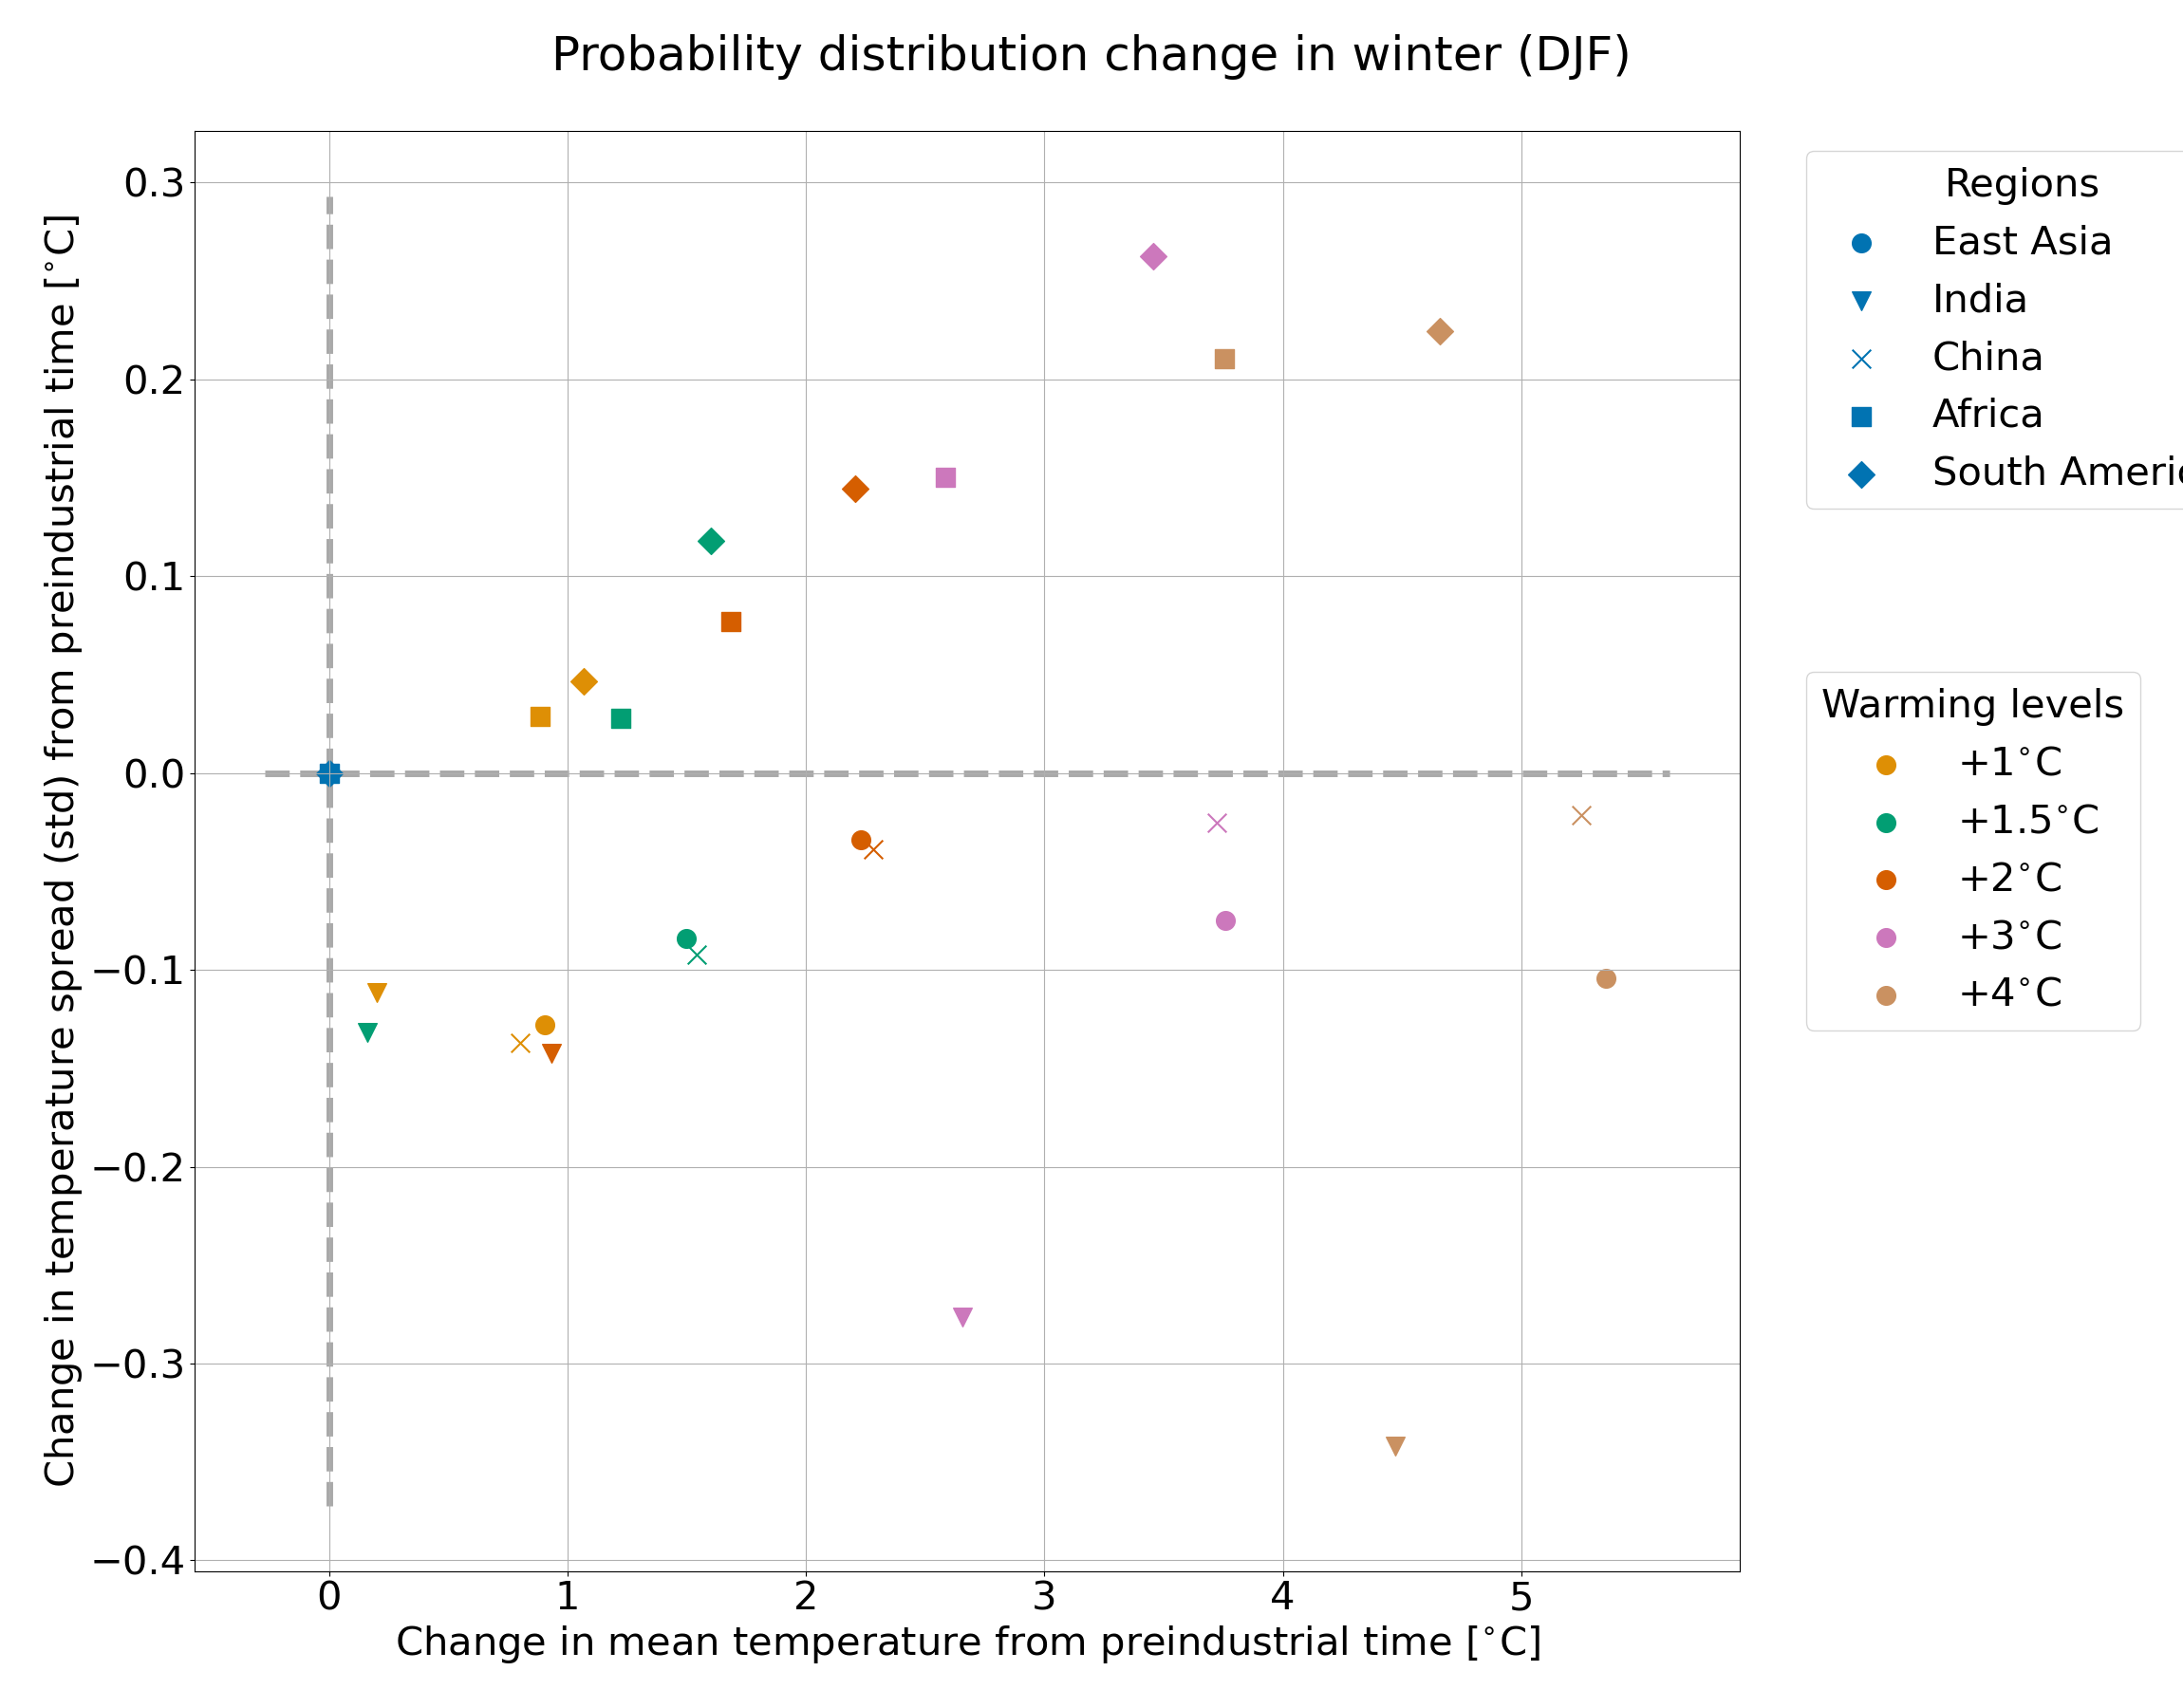 Probability distribution change in winter (DJF)
Change in temperature spread (std) from preindustrial time [°C]
0.3
0.2
0.1
0.0
−0.1
−0.2
−0.3
−0.4
0 1 2 3 4 5
Change in mean temperature from preindustrial time [°C]
Regions
East Asia
India
China
Africa
South Americ
Warming levels
+1°C
+1.5°C
+2°C
+3°C
+4°C